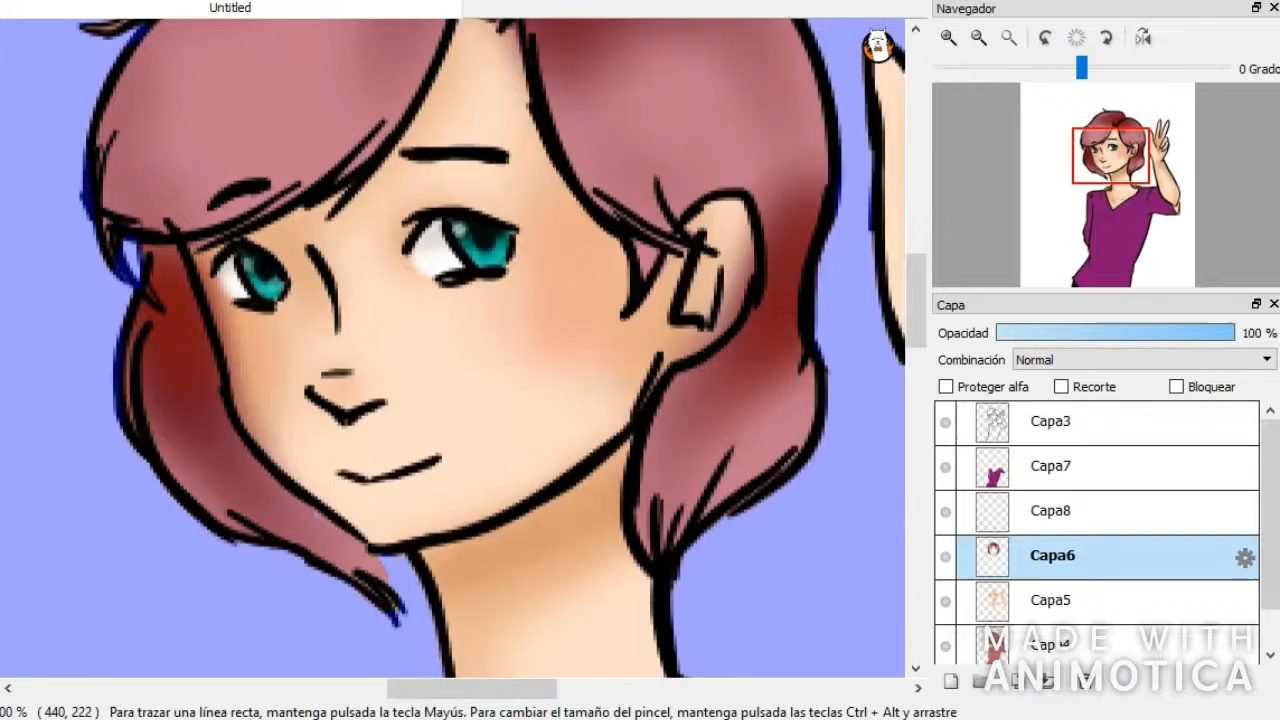 Untitled
Navegador
0 Grado
Capa
Opacidad
100 %
Combinación
Normal
Proteger alfa
Recorte
Bloquear
Capa3
Capa7
Capa8
Capa6
Capa5
Capa4
MADE WITH
ANIMOTICA
00 % ( 440, 222 ) Para trazar una línea recta, mantenga pulsada la tecla Mayús. Para cambiar el tamaño del pincel, mantenga pulsadas las teclas Ctrl + Alt y arrastre